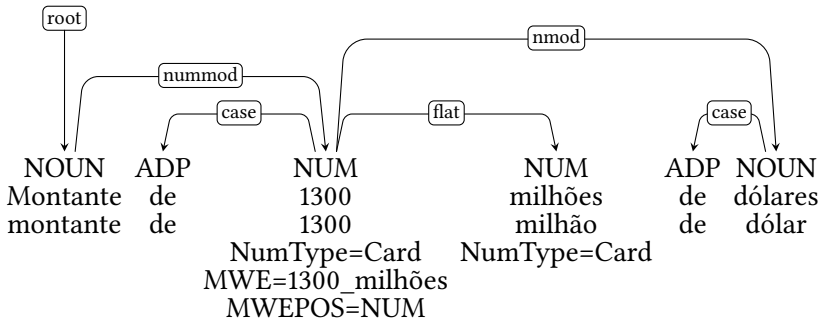 root
nmod
nummod
case flat case
NOUN ADP NUM NUM ADP NOUN
Montante de 1300 milhões de dólares
montante de 1300 milhão de dólar
NumType=Card NumType=Card
MWE=1300_milhões
MWEPOS=NUM